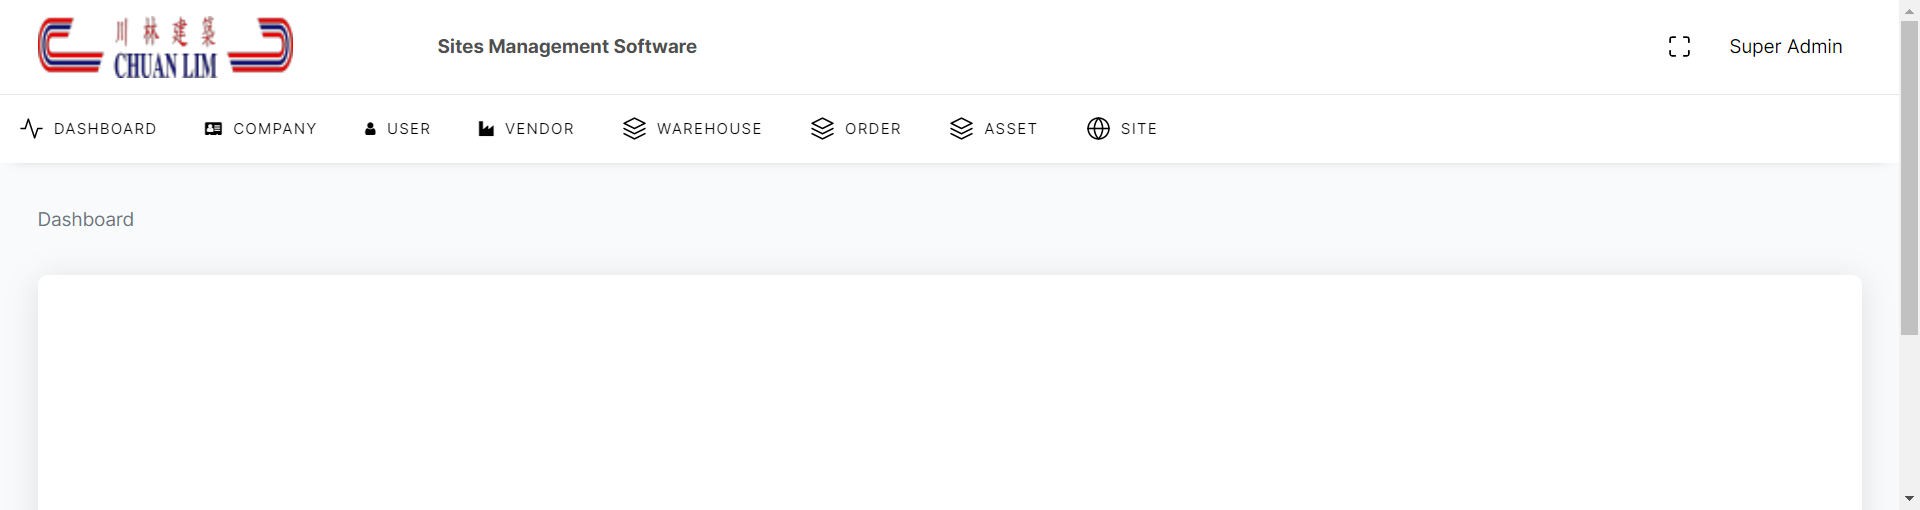 川林建築
CHUAN LIM
Sites Management Software
Super Admin
DASHBOARD COMPANY USER VENDOR WAREHOUSE ORDER ASSET SITE
Dashboard